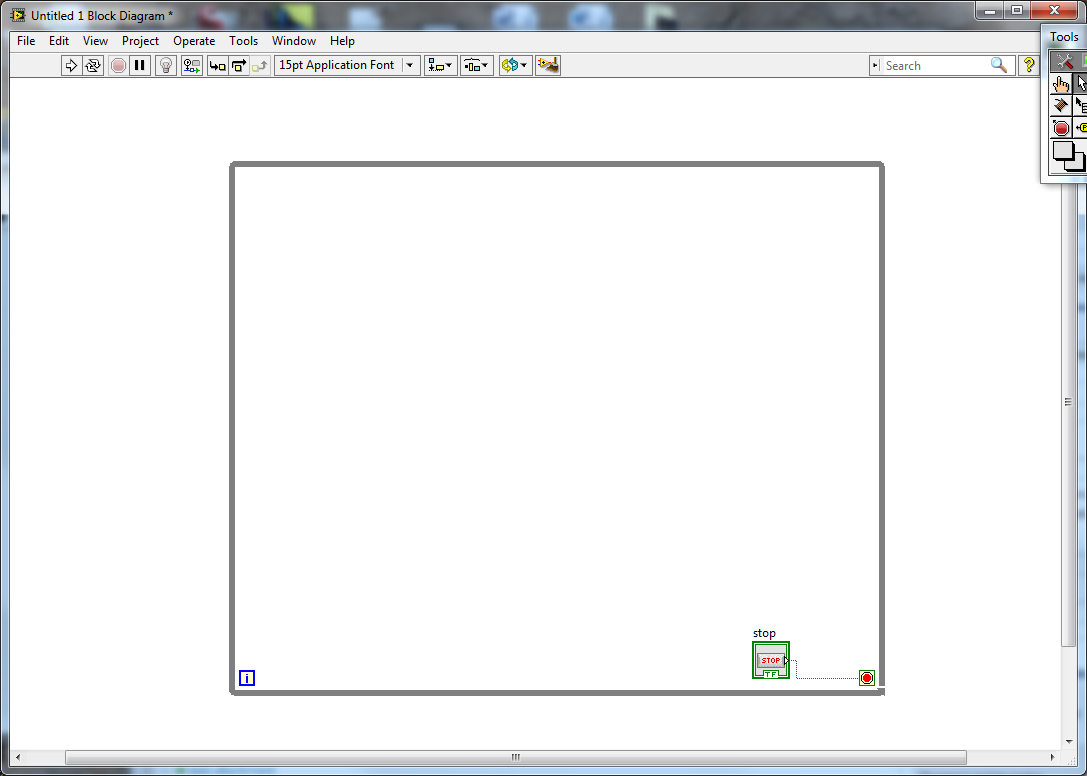 Untitled 1 Block Diagram *
File Edit View Project Operate Tools Window Help
Tools
15pt Application Font
Search
?
stop
STOP
TF
i